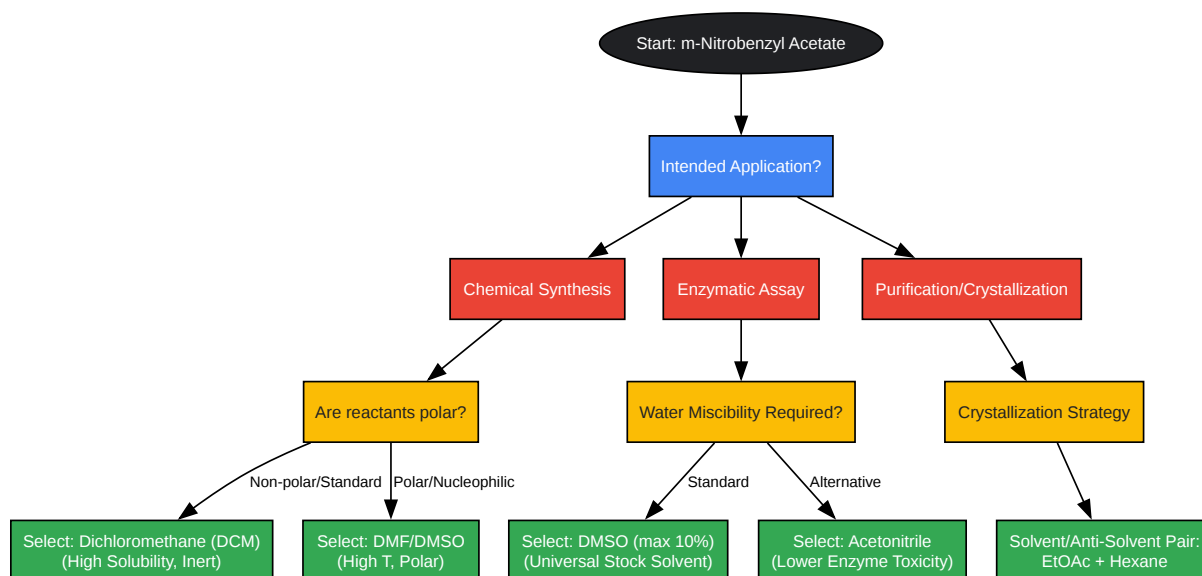 Start: m-Nitrobenzyl Acetate
Intended Application?
Chemical Synthesis
Enzymatic Assay
Purification/Crystallization
Are reactants polar?
Water Miscibility Required?
Crystallization Strategy
Non-polar/Standard
Polar/Nucleophilic
Standard
Alternative
Select: Dichloromethane (DCM)
(High Solubility, Inert)
Select: DMF/DMSO
(High T, Polar)
Select: DMSO (max 10%)
(Universal Stock Solvent)
Select: Acetonitrile
(Lower Enzyme Toxicity)
Solvent/Anti-Solvent Pair:
EtOAc + Hexane